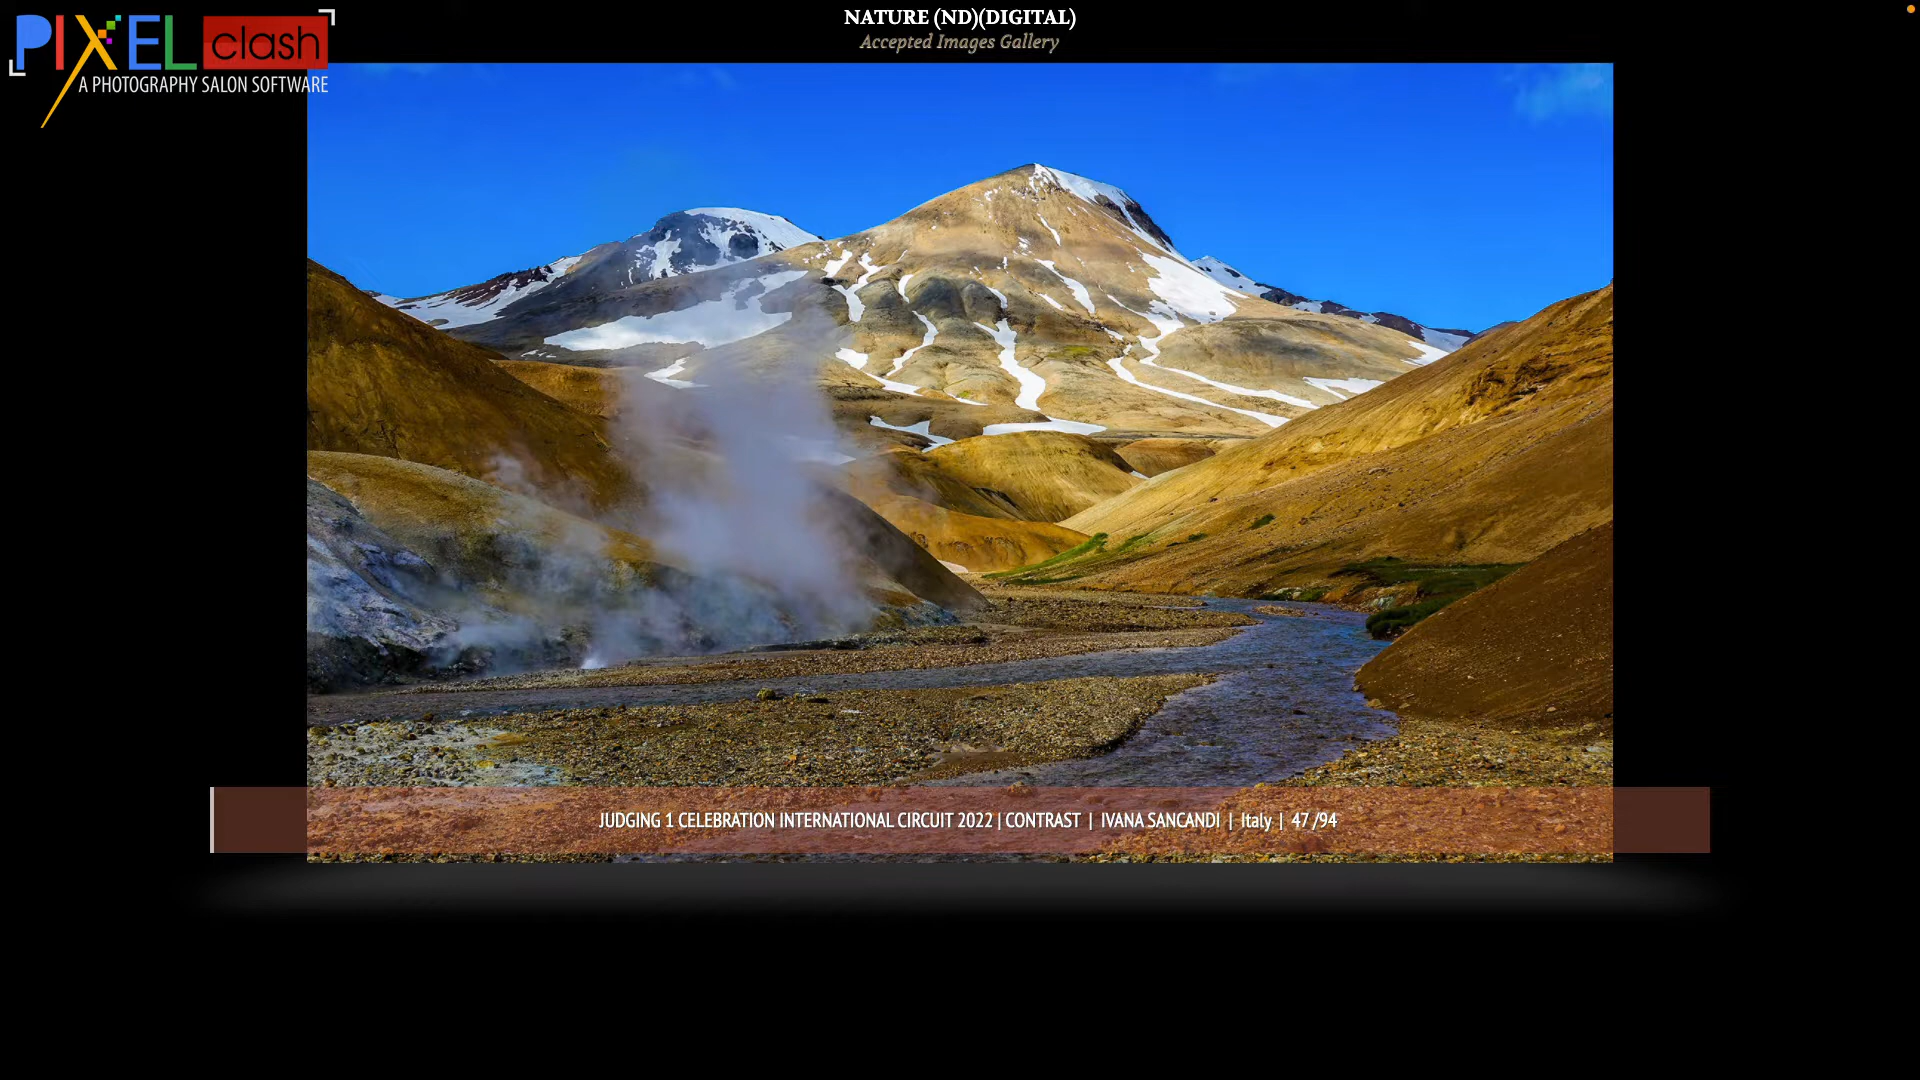 PIXEL clash
A PHOTOGRAPHY SALON SOFTWARE
NATURE (ND)(DIGITAL)
Accepted Images Gallery
JUDGING 1 CELEBRATION INTERNATIONAL CIRCUIT 2022 | CONTRAST | IVANA SANCANDI | Italy | 47 /94